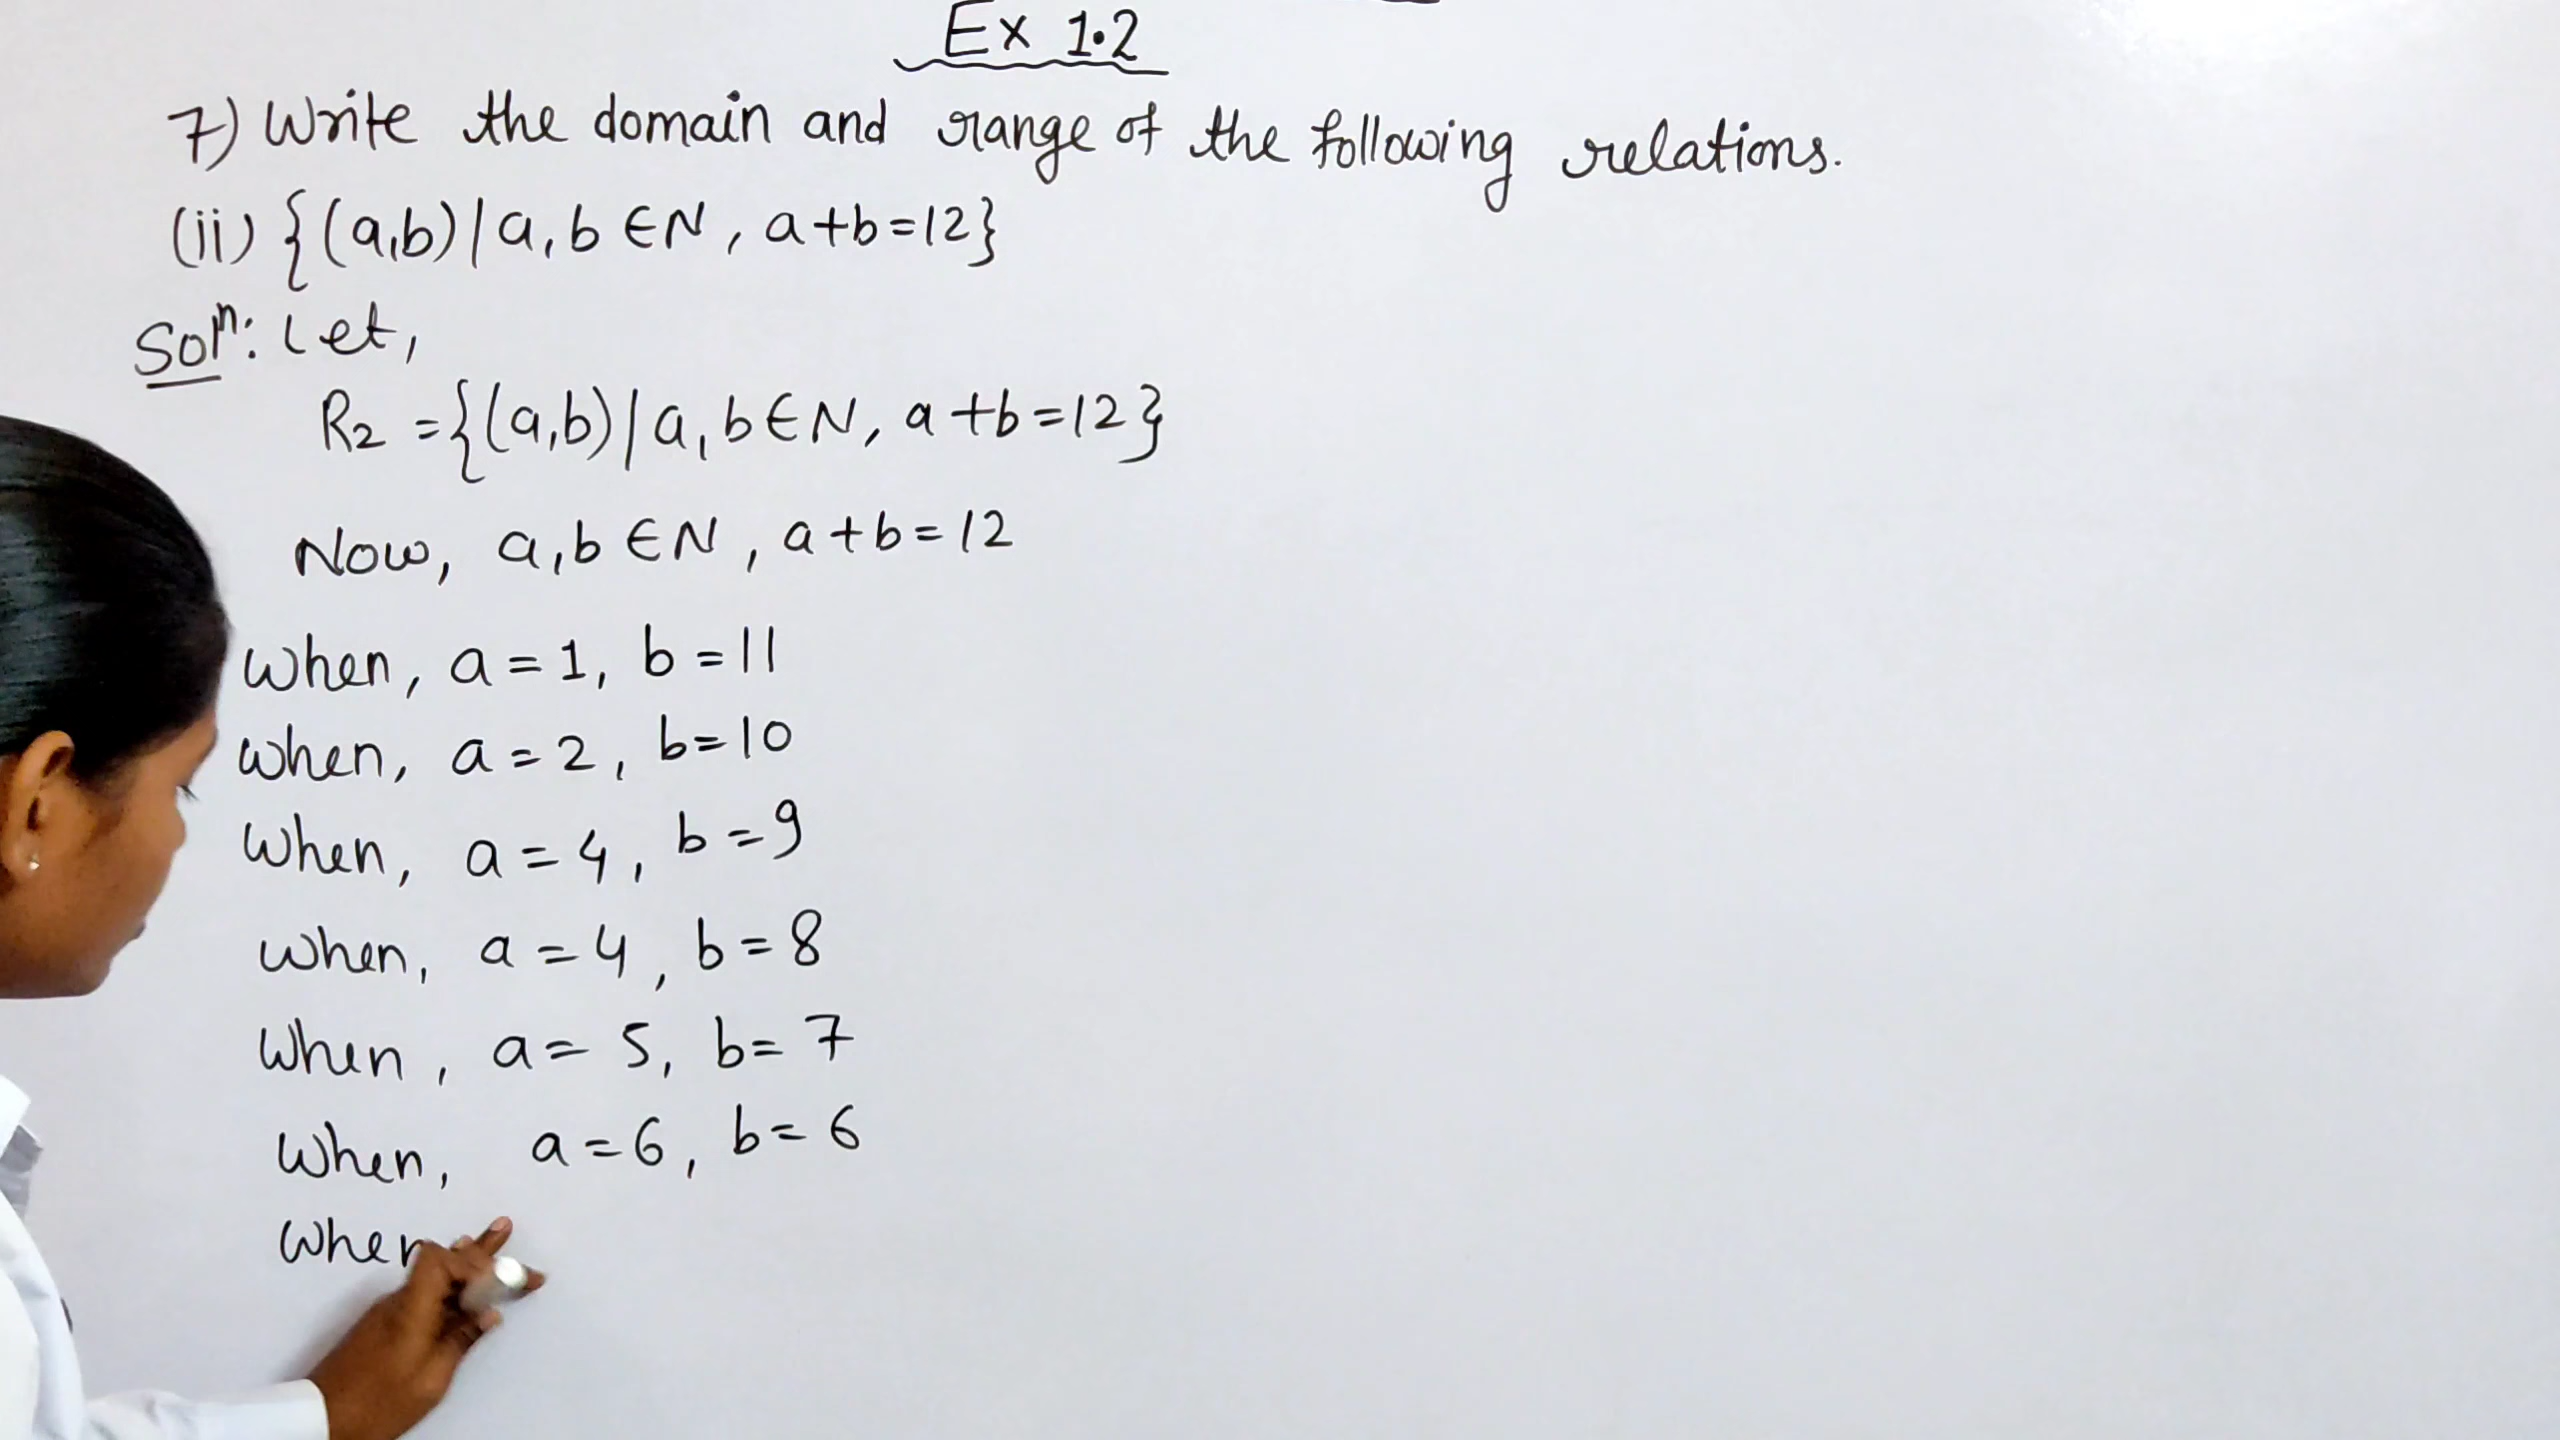 Ex 1.2
7) Write the domain and range of the following relations.
(ii) {(a,b) | a, b ∈ N, a+b=12}
Solⁿ: Let,
R₂ = {(a,b) | a, b ∈ N, a+b=12}
Now, a, b ∈ N, a+b=12
When, a = 1, b = 11
When, a = 2, b = 10
When, a = 4, b = 9
When, a = 4, b = 8
When, a = 5, b = 7
When, a = 6, b = 6
When